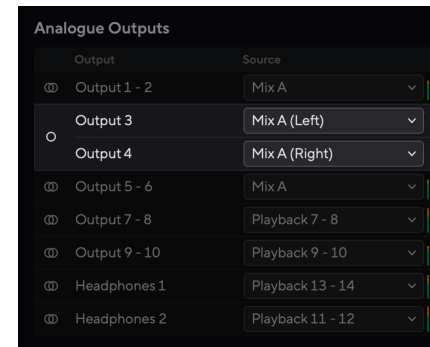 Analogue Outputs
Output Source
Output 1 - 2 Mix A
Output 3 Mix A (Left)
Output 4 Mix A (Right)
Output 5 - 6 Mix A
Output 7 - 8 Playback 7 - 8
Output 9 - 10 Playback 9 - 10
Headphones 1 Playback 13 - 14
Headphones 2 Playback 11 - 12